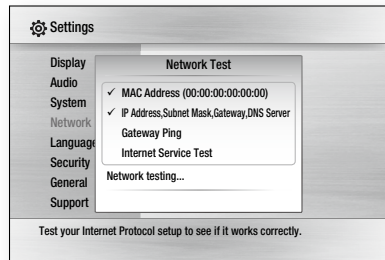 Settings
Display
Audio
System
Network
Language
Security
General
Support
Network Test
✓ MAC Address (00:00:00:00:00:00)
✓ IP Address,Subnet Mask,Gateway,DNS Server
Gateway Ping
Internet Service Test
Network testing...
Test your Internet Protocol setup to see if it works correctly.